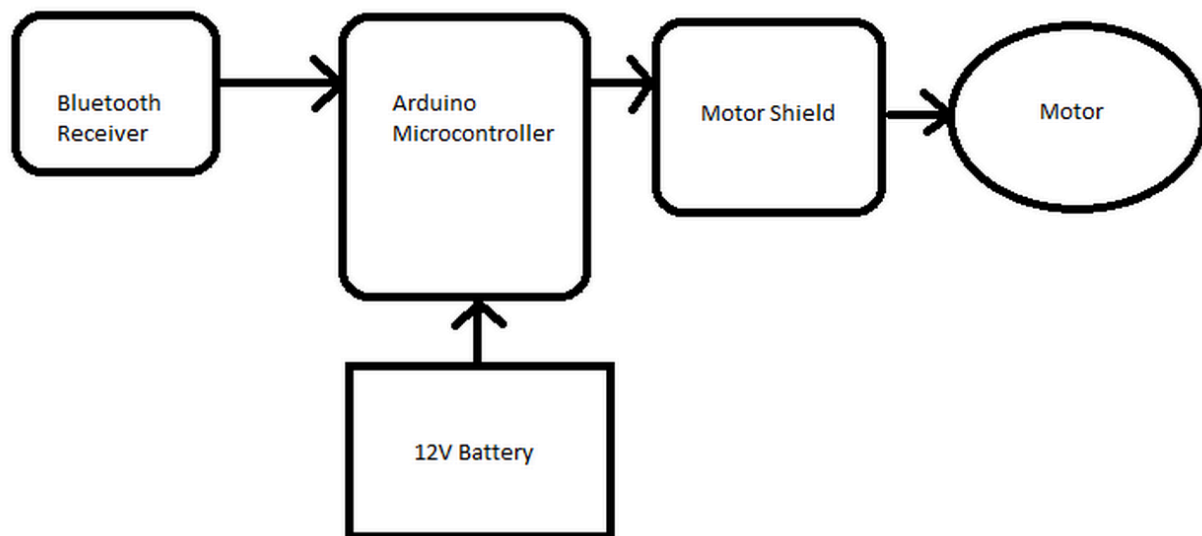 Bluetooth
Receiver
Arduino
Microcontroller
Motor Shield
Motor
12V Battery